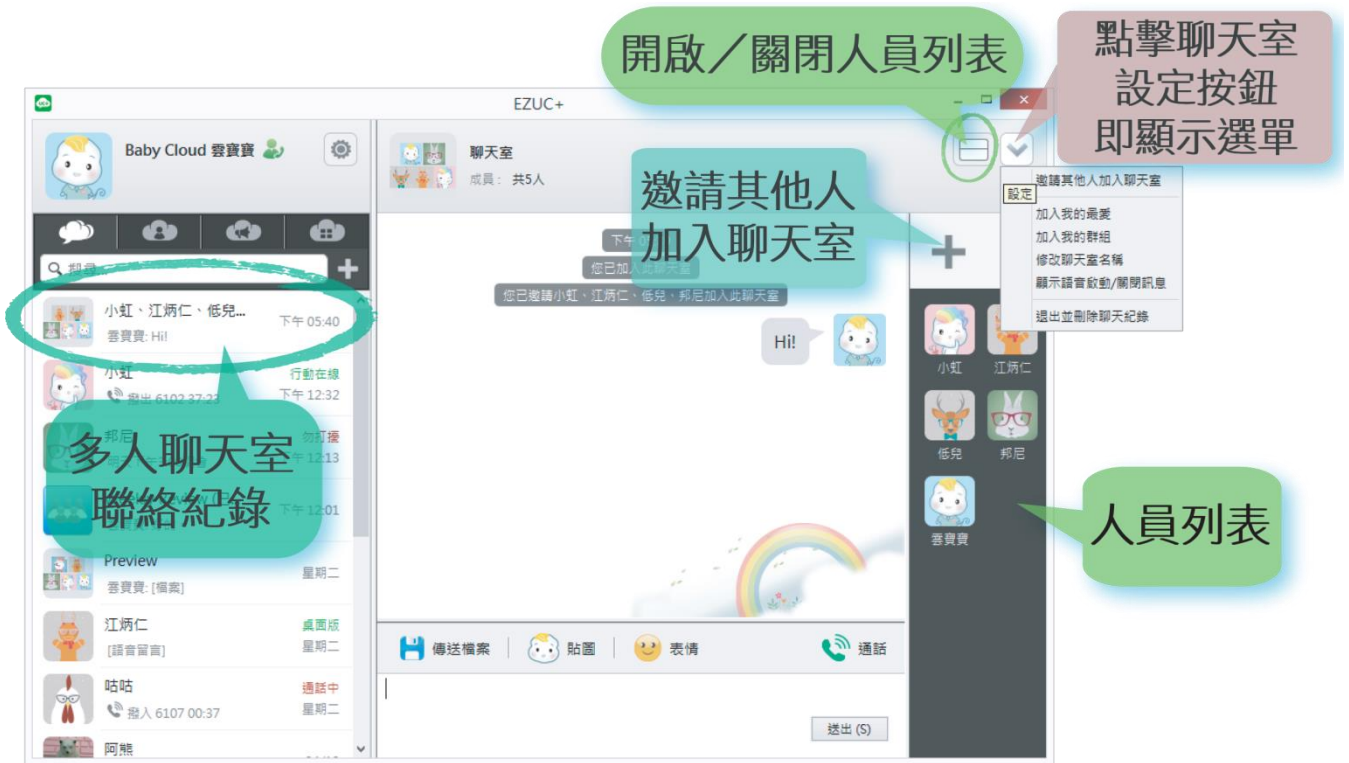 開啟／關閉人員列表
點擊聊天室
設定按鈕
即顯示選單
EZUC+
Baby Cloud 雲寶寶
聊天室
成員： 共5人
邀請其他人
加入聊天室
邀請其他人加入聊天室
設定
加入我的最愛
加入我的群組
修改聊天室名稱
顯示語音啟動/關閉訊息
退出並刪除聊天紀錄
搜尋
下午
您已加入此聊天室
您已邀請小虹、江炳仁、低兒、邦尼加入此聊天室
Hi!
小虹、江炳仁、低兒...
下午 05:40
雲寶寶: Hi!
小虹
行動在線
撥出 6102 37:23
下午 12:32
多人聊天室
聯絡紀錄
邦尼
勿打擾
下午 12:13
下午 12:01
Preview
雲寶寶: [檔案]
星期二
江炳仁
桌面版
[語音留言]
星期二
咕咕
通話中
撥入 6107 00:37
星期二
阿熊
小虹
江炳仁
低兒
邦尼
雲寶寶
人員列表
傳送檔案
貼圖
表情
通話
送出 (S)